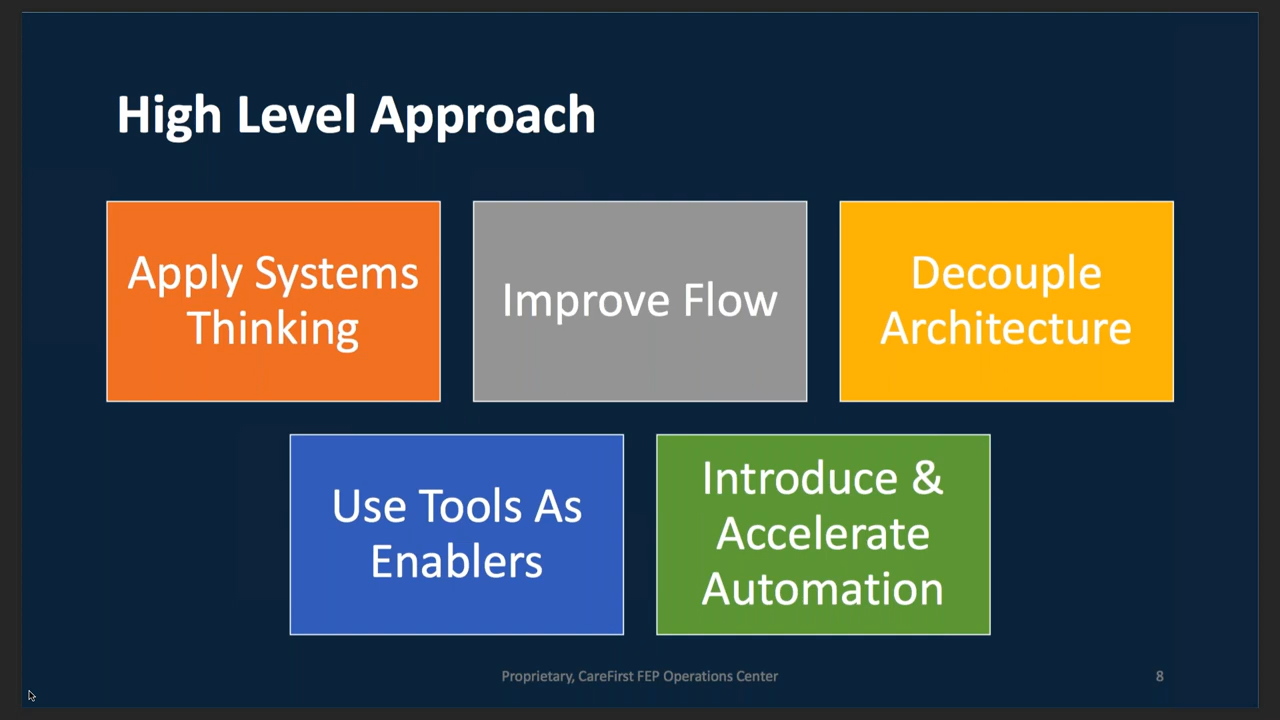 High Level Approach
Apply Systems
Thinking
Improve Flow
Decouple
Architecture
Use Tools As
Enablers
Introduce &
Accelerate
Automation
Proprietary, CareFirst FEP Operations Center
8